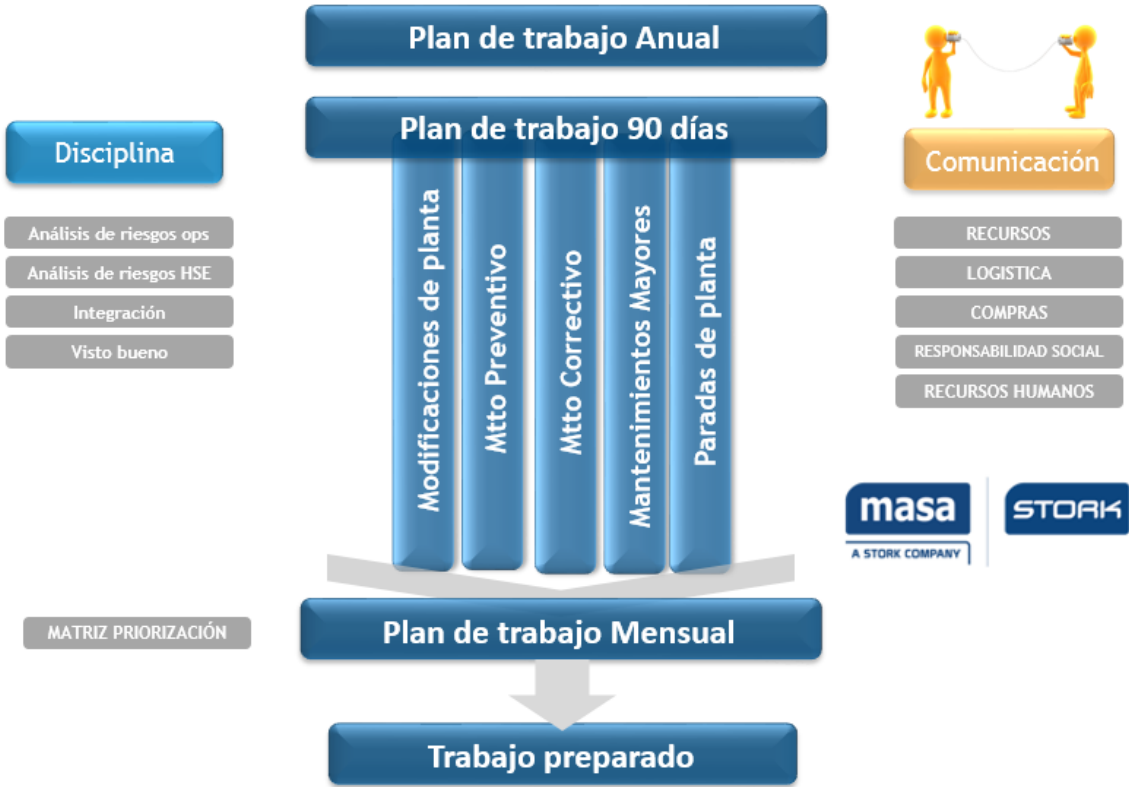 Plan de trabajo Anual
Plan de trabajo 90 días
Disciplina
Análisis de riesgos ops
Análisis de riesgos HSE
Integración
Visto bueno
Modificaciones de planta
Mtto Preventivo
Mtto Correctivo
Mantenimientos Mayores
Paradas de planta
Comunicación
RECURSOS
LOGISTICA
COMPRAS
RESPONSABILIDAD SOCIAL
RECURSOS HUMANOS
masa
A STORK COMPANY
STORK
MATRIZ PRIORIZACIÓN
Plan de trabajo Mensual
Trabajo preparado